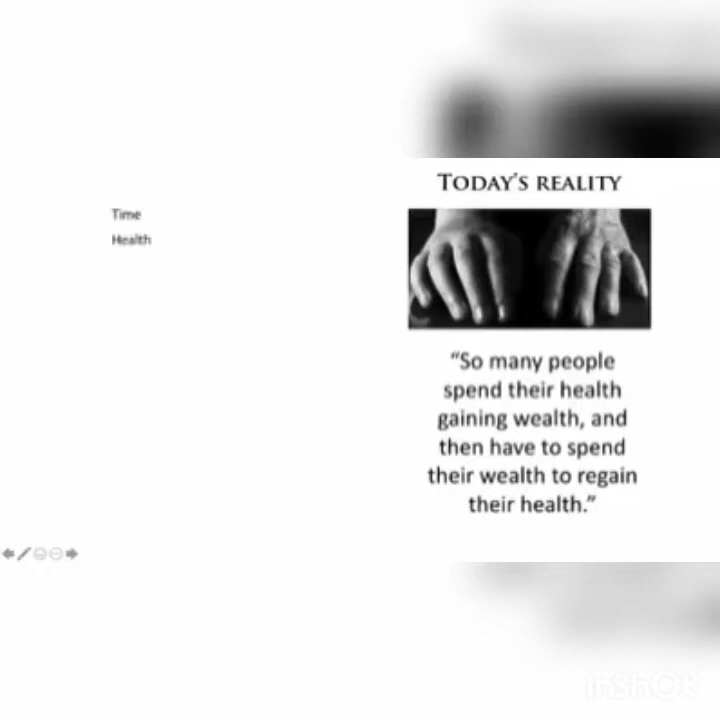 Time
Health
TODAY'S REALITY
“So many people
spend their health
gaining wealth, and
then have to spend
their wealth to regain
their health.”
INSHOT